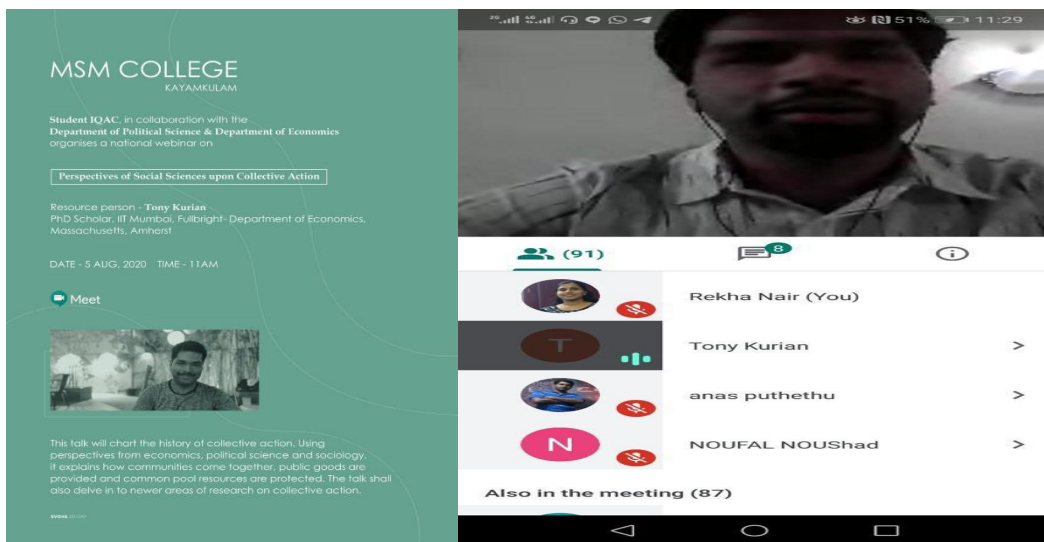 MSM COLLEGE
KAYAMKULAM
Student IQAC, in collaboration with the
Department of Political Science & Department of Economics
organises a national webinar on
Perspectives of Social Sciences upon Collective Action
Resource person - Tony Kurian
PhD Scholar, IIT Mumbai, Fullbright- Department of Economics,
Massachusetts, Amherst
DATE - 5 AUG, 2020 TIME - 11AM
Meet
This talk will chart the history of collective action. Using
perspectives from economics, political science and sociology,
it explains how communities come together, public goods are
provided and common pool resources are protected. The talk shall
also delve in to newer areas of research on collective action.
51% 11:29
(91)
8
Rekha Nair (You)
T
Tony Kurian
anas puthethu
N
NOUFAL NOUShad
Also in the meeting (87)